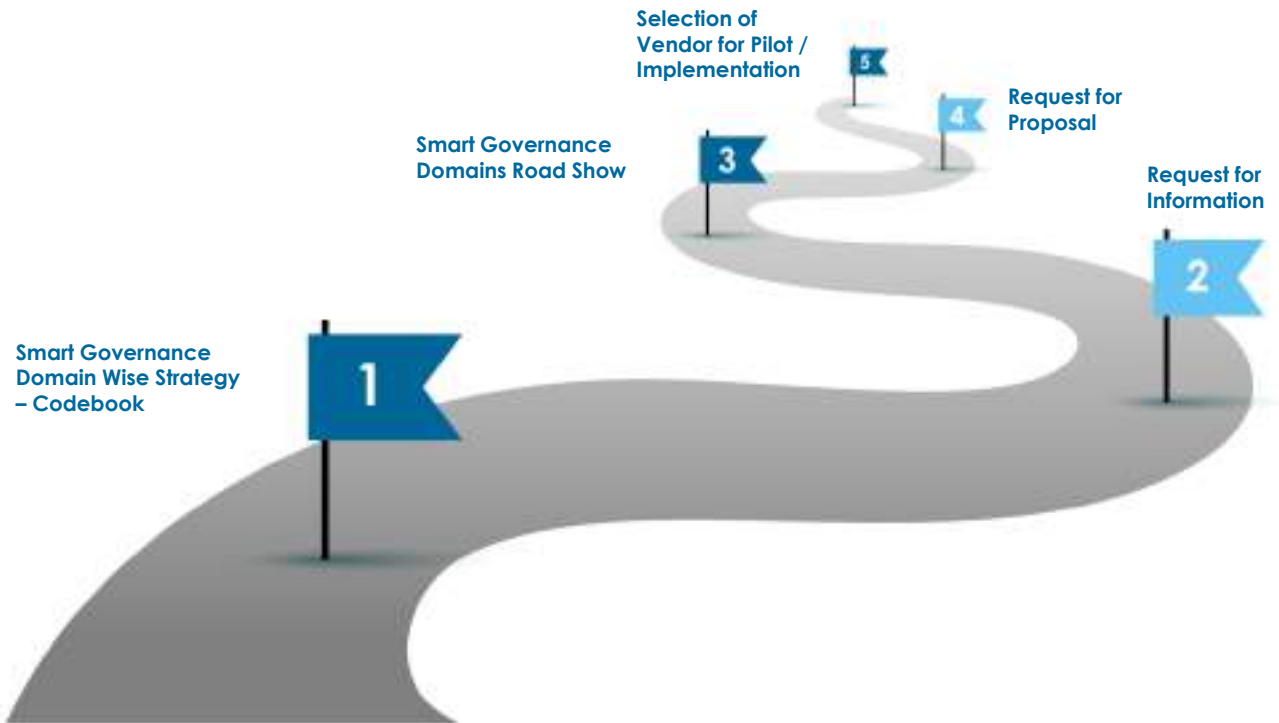 Selection of
Vendor for Pilot /
Implementation
5
Request for
Proposal
4
Smart Governance
Domains Road Show
3
Request for
Information
2
Smart Governance
Domain Wise Strategy
– Codebook
1